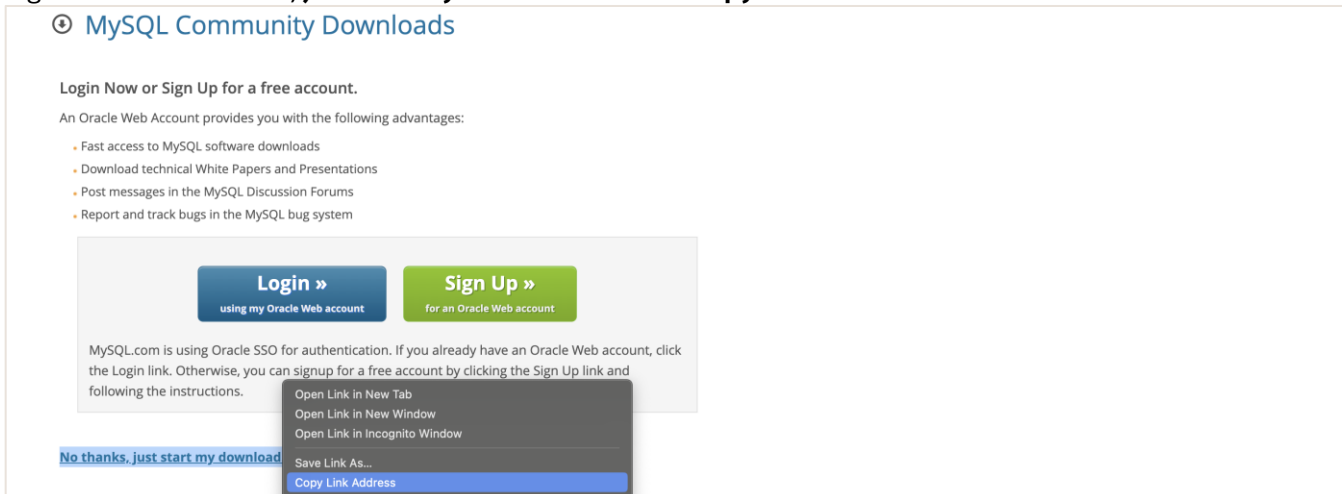 MySQL Community Downloads
Login Now or Sign Up for a free account.
An Oracle Web Account provides you with the following advantages:
Fast access to MySQL software downloads
Download technical White Papers and Presentations
Post messages in the MySQL Discussion Forums
Report and track bugs in the MySQL bug system
Login » Sign Up »
using my Oracle Web account for an Oracle Web account
MySQL.com is using Oracle SSO for authentication. If you already have an Oracle Web account, click
the Login link. Otherwise, you can signup for a free account by clicking the Sign Up link and
following the instructions.
Open Link in New Tab
Open Link in New Window
Open Link in Incognito Window
No thanks, just start my download
Save Link As...
Copy Link Address